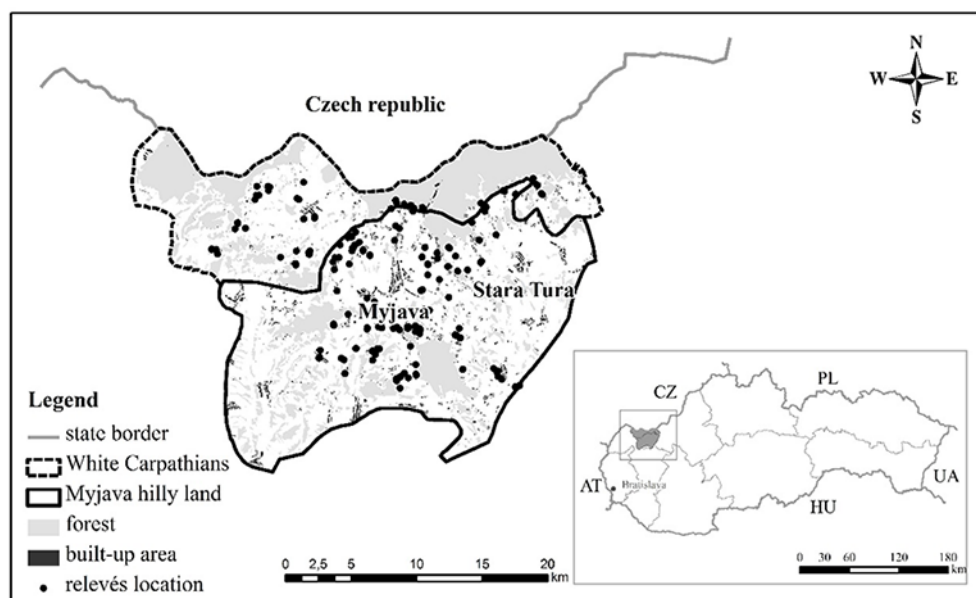 N
W E
S
Czech republic
Stara Tura
Myjava
Legend
state border
White Carpathians
Myjava hilly land
forest
built-up area
relevés location
0 2,5 5 10 15 20
km
CZ
PL
AT
Bratislava
UA
HU
0 30 60 120 180
km